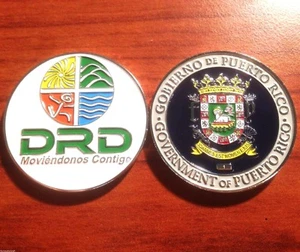 DRD
Moviéndonos Contigo
GOBIERNO DE PUERTO RICO
GOVERNMENT OF PUERTO RICO